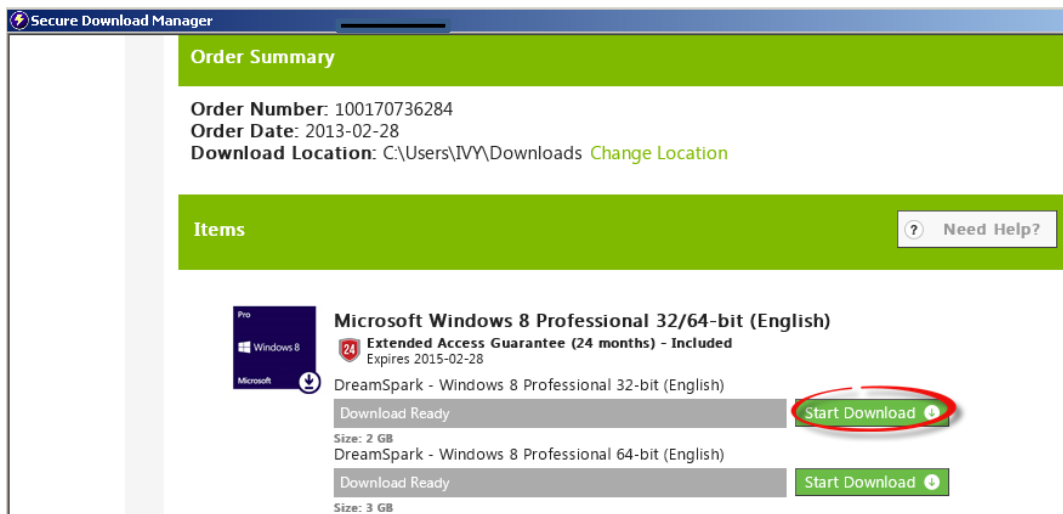 Secure Download Manager
Order Summary
Order Number: 100170736284
Order Date: 2013-02-28
Download Location: C:\Users\IVY\Downloads Change Location
Items
? Need Help?
Pro
Windows 8
Microsoft
Microsoft Windows 8 Professional 32/64-bit (English)
24 Extended Access Guarantee (24 months) - Included
Expires 2015-02-28
DreamSpark - Windows 8 Professional 32-bit (English)
Download Ready Start Download
Size: 2 GB
DreamSpark - Windows 8 Professional 64-bit (English)
Download Ready Start Download
Size: 3 GB